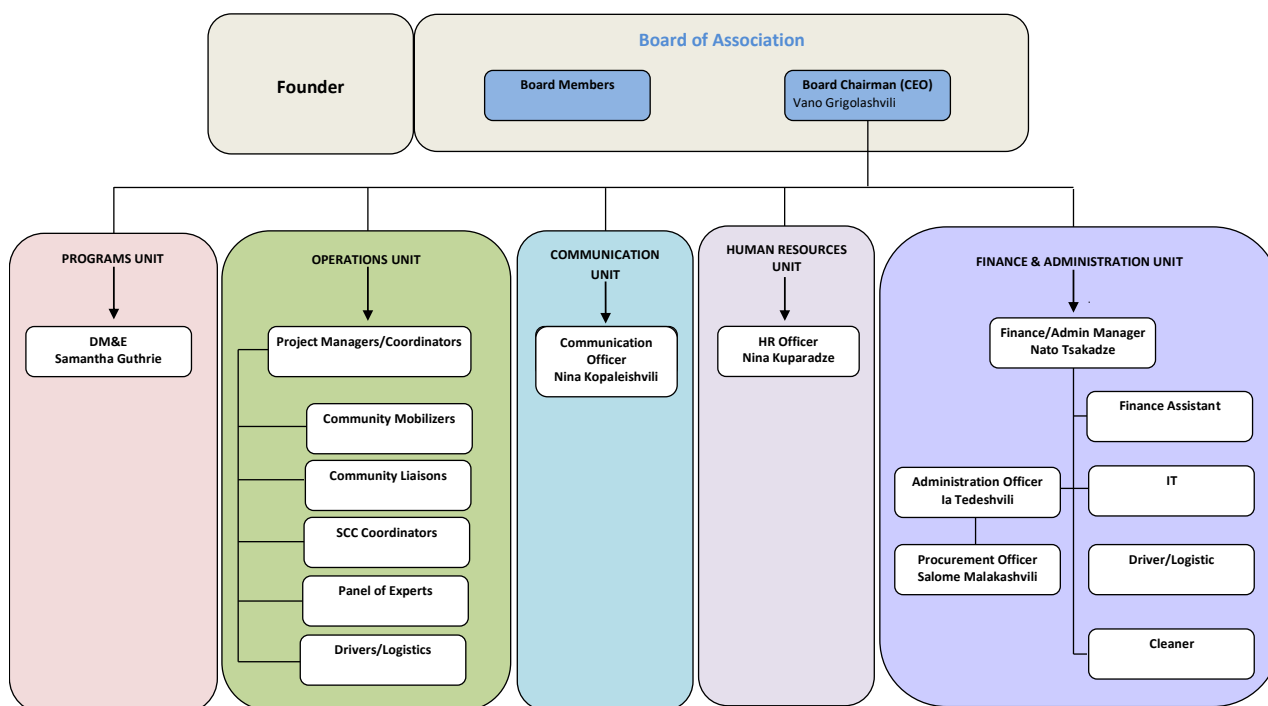 Founder
Board of Association
Board Members
Board Chairman (CEO)
Vano Grigolashvili
PROGRAMS UNIT
DM&E
Samantha Guthrie
OPERATIONS UNIT
Project Managers/Coordinators
Community Mobilizers
Community Liaisons
SCC Coordinators
Panel of Experts
Drivers/Logistics
COMMUNICATION
UNIT
Communication
Officer
Nina Kopaleishvili
HUMAN RESOURCES
UNIT
HR Officer
Nina Kuparadze
FINANCE & ADMINISTRATION UNIT
Finance/Admin Manager
Nato Tsakadze
Finance Assistant
Administration Officer
Ia Tedeshvili
IT
Procurement Officer
Salome Malakashvili
Driver/Logistic
Cleaner